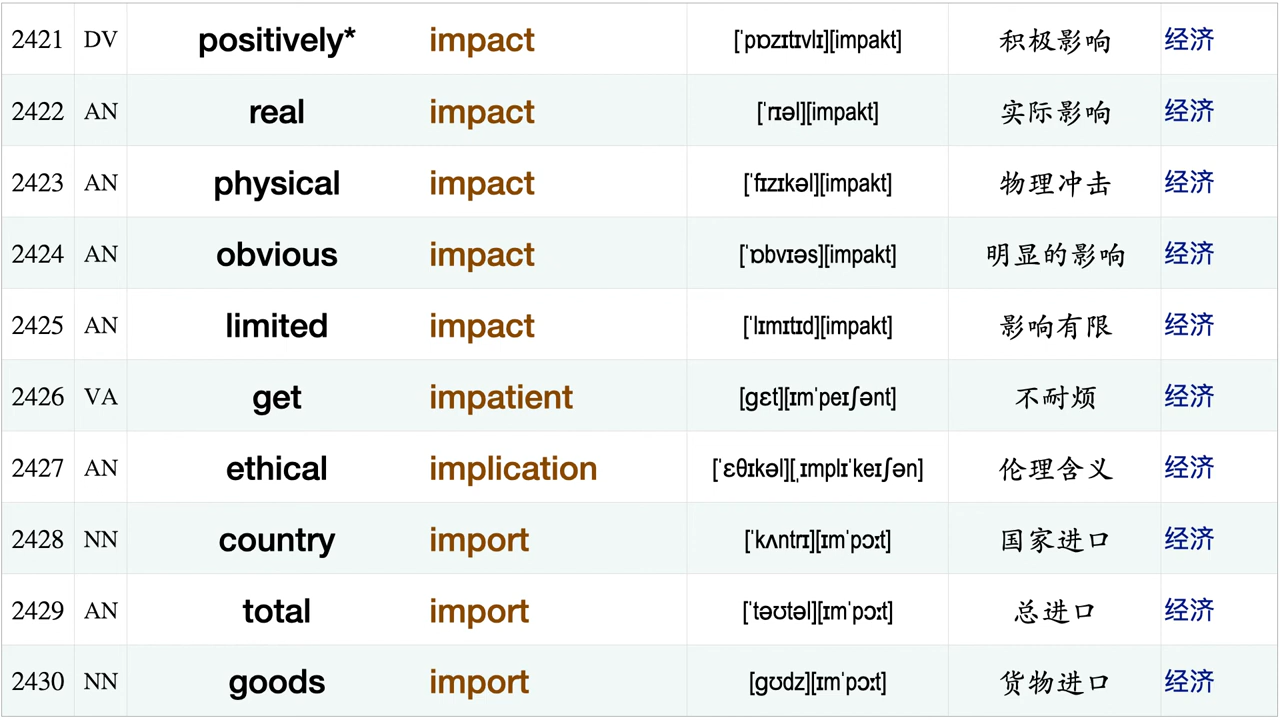 2421 DV positively* impact [ˈpɒzɪtɪvlɪ][impakt] 积极影响 经济
2422 AN real impact [ˈrɪəl][impakt] 实际影响 经济
2423 AN physical impact [ˈfɪzɪkəl][impakt] 物理冲击 经济
2424 AN obvious impact [ˈɒbvɪəs][impakt] 明显的影响 经济
2425 AN limited impact [ˈlɪmɪtɪd][impakt] 影响有限 经济
2426 VA get impatient [ɡɛt][ɪmˈpeɪʃənt] 不耐烦 经济
2427 AN ethical implication [ˈɛθɪkəl][ˌɪmplɪˈkeɪʃən] 伦理含义 经济
2428 NN country import [ˈkʌntrɪ][ɪmˈpɔːt] 国家进口 经济
2429 AN total import [ˈtəʊtəl][ɪmˈpɔːt] 总进口 经济
2430 NN goods import [ɡʊdz][ɪmˈpɔːt] 货物进口 经济